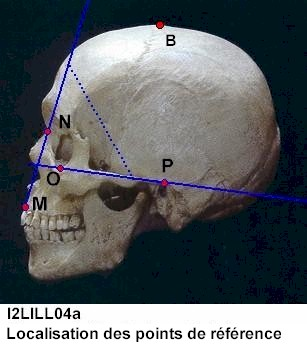 B
N
P
O
M
I2LILL04a
Localisation des points de référence